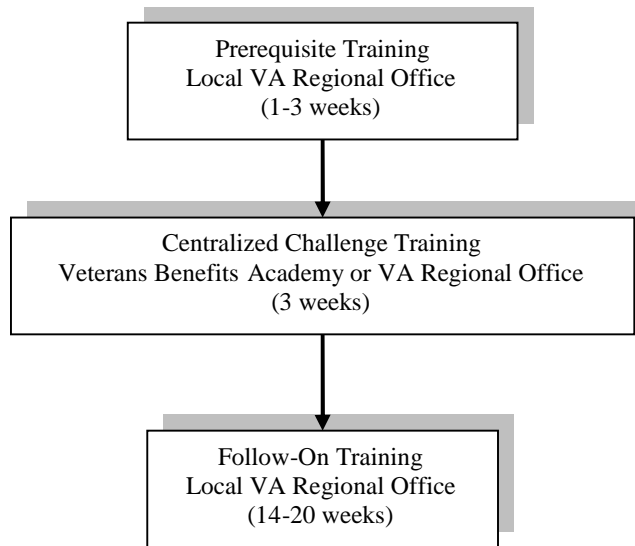 Prerequisite Training
Local VA Regional Office
(1-3 weeks)
Centralized Challenge Training
Veterans Benefits Academy or VA Regional Office
(3 weeks)
Follow-On Training
Local VA Regional Office
(14-20 weeks)